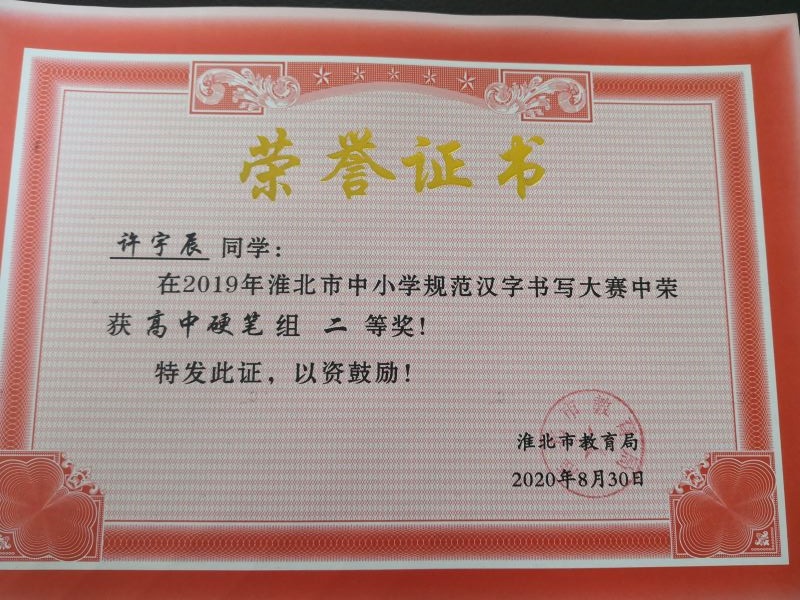 荣誉证书
许宇辰 同学：
在2019年淮北市中小学规范汉字书写大赛中荣
获 高中硬笔组 二 等奖！
特发此证，以资鼓励！
淮北市教育局
2020年8月30日